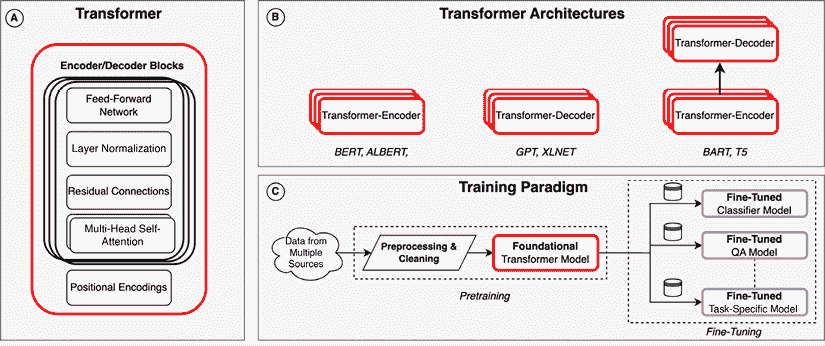 A
Transformer
Encoder/Decoder Blocks
Feed-Forward
Network
Layer Normalization
Residual Connections
Multi-Head Self-
Attention
Positional Encodings
B
Transformer Architectures
Transformer-Encoder
BERT, ALBERT,
Transformer-Decoder
GPT, XLNET
Transformer-Decoder
Transformer-Encoder
BART, T5
C
Training Paradigm
Data from
Multiple
Sources
Preprocessing &
Cleaning
Foundational
Transformer Model
Pretraining
Fine-Tuned
Classifier Model
Fine-Tuned
QA Model
Fine-Tuned
Task-Specific Model
Fine-Tuning